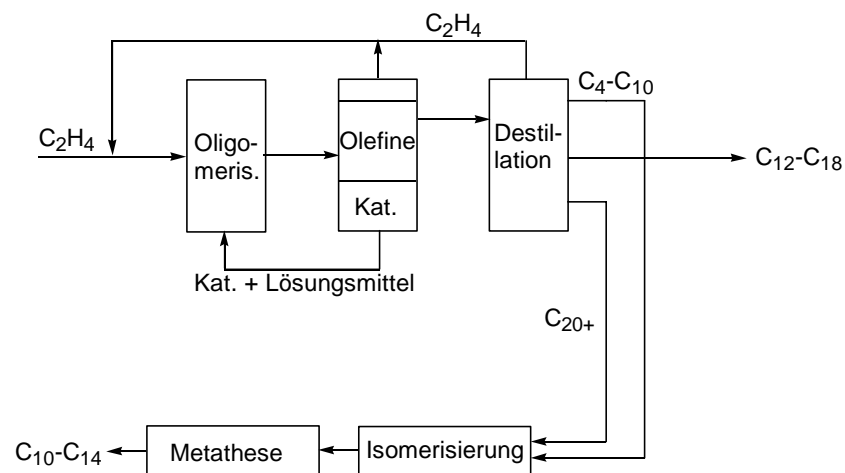 C₂H₄
C₄-C₁₀
C₂H₄
Oligo-
meris.
Olefine
Kat.
Destil-
lation
C₁₂-C₁₈
Kat. + Lösungsmittel
C₂₀₊
C₁₀-C₁₄
Metathese
Isomerisierung